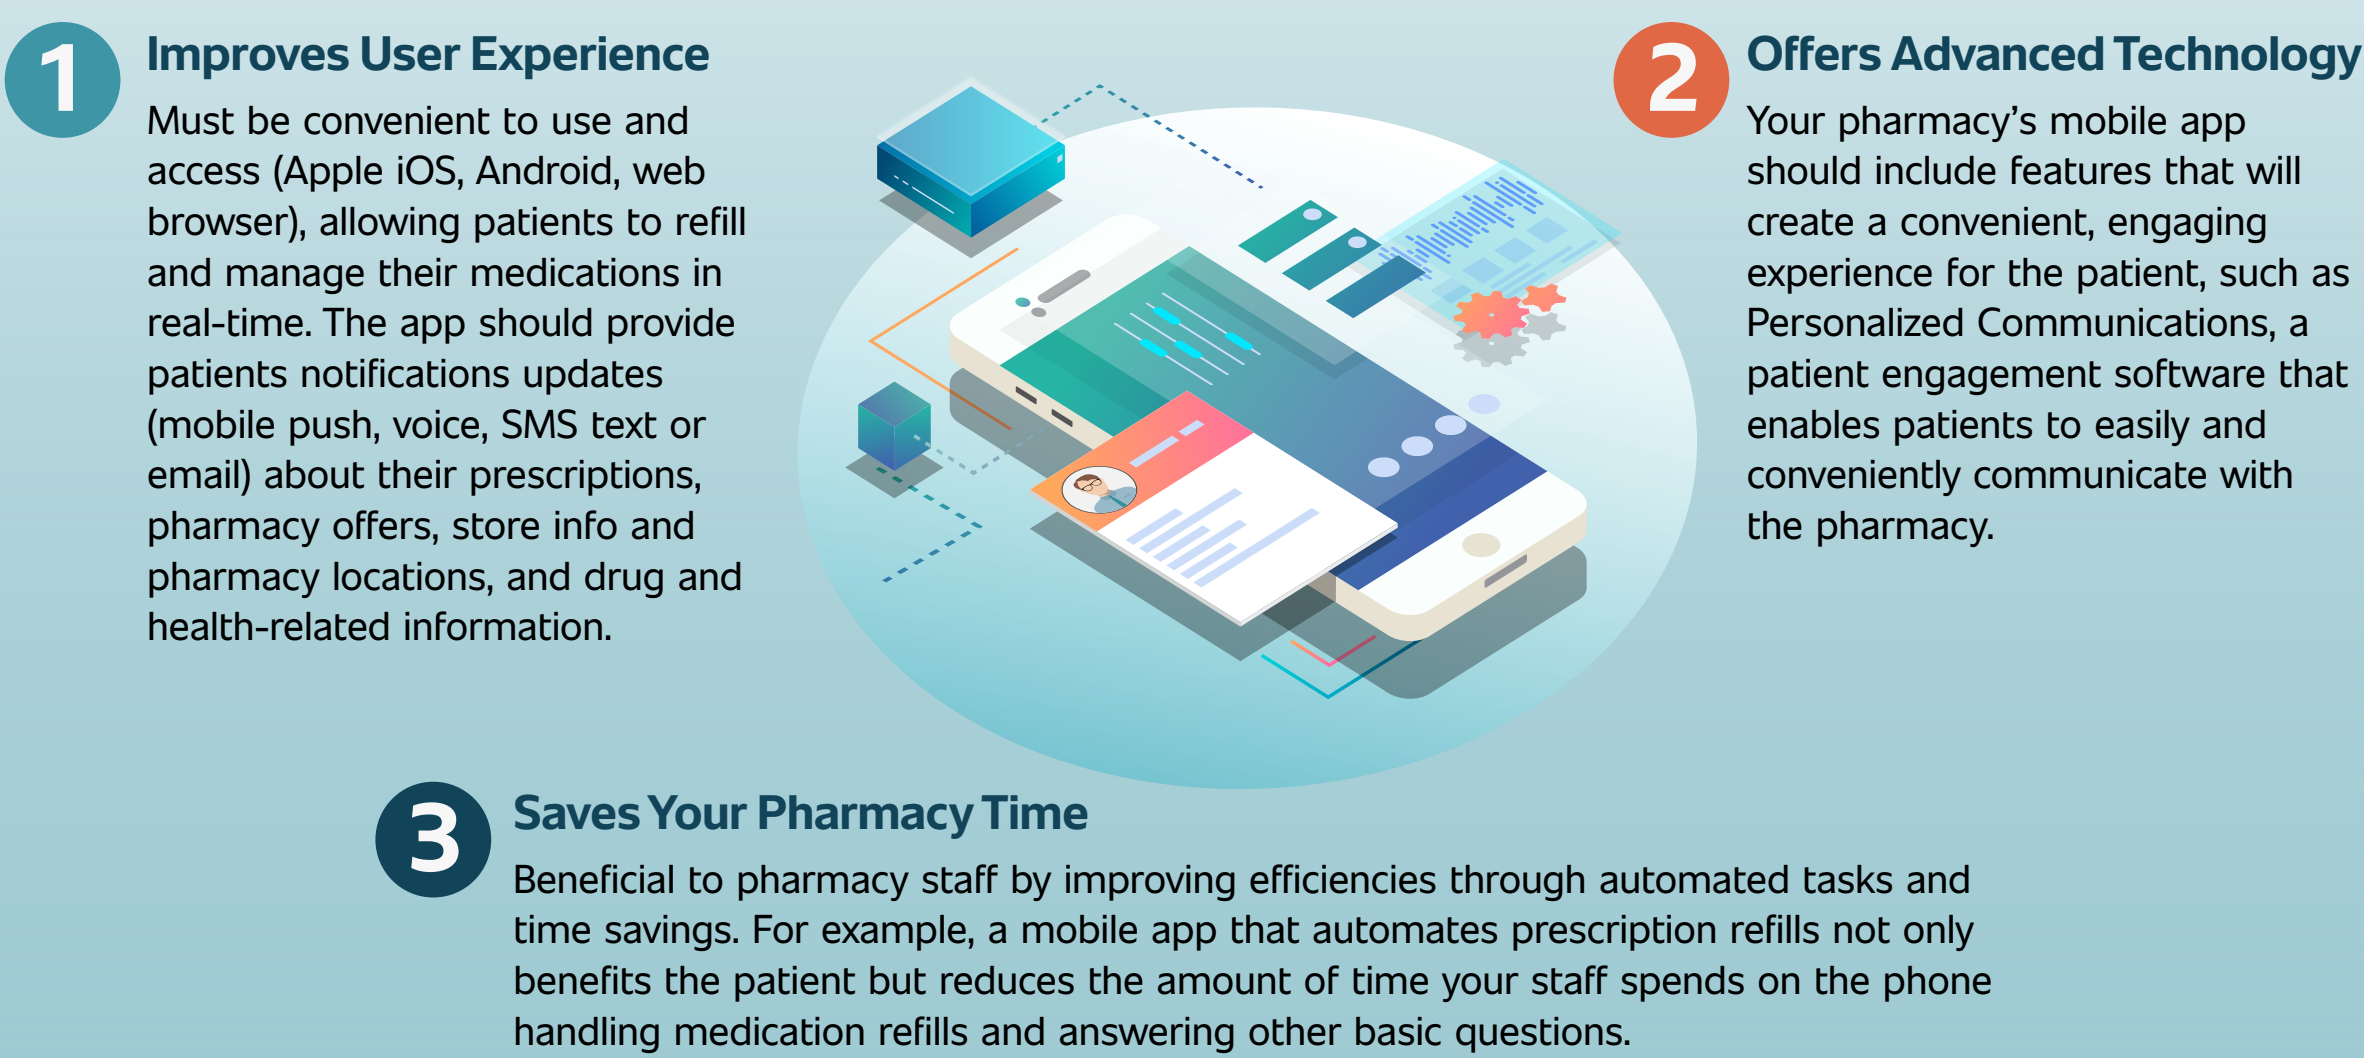 1
Improves User Experience
Must be convenient to use and
access (Apple iOS, Android, web
browser), allowing patients to refill
and manage their medications in
real-time. The app should provide
patients notifications updates
(mobile push, voice, SMS text or
email) about their prescriptions,
pharmacy offers, store info and
pharmacy locations, and drug and
health-related information.
2
Offers Advanced Technology
Your pharmacy’s mobile app
should include features that will
create a convenient, engaging
experience for the patient, such as
Personalized Communications, a
patient engagement software that
enables patients to easily and
conveniently communicate with
the pharmacy.
3
Saves Your Pharmacy Time
Beneficial to pharmacy staff by improving efficiencies through automated tasks and
time savings. For example, a mobile app that automates prescription refills not only
benefits the patient but reduces the amount of time your staff spends on the phone
handling medication refills and answering other basic questions.